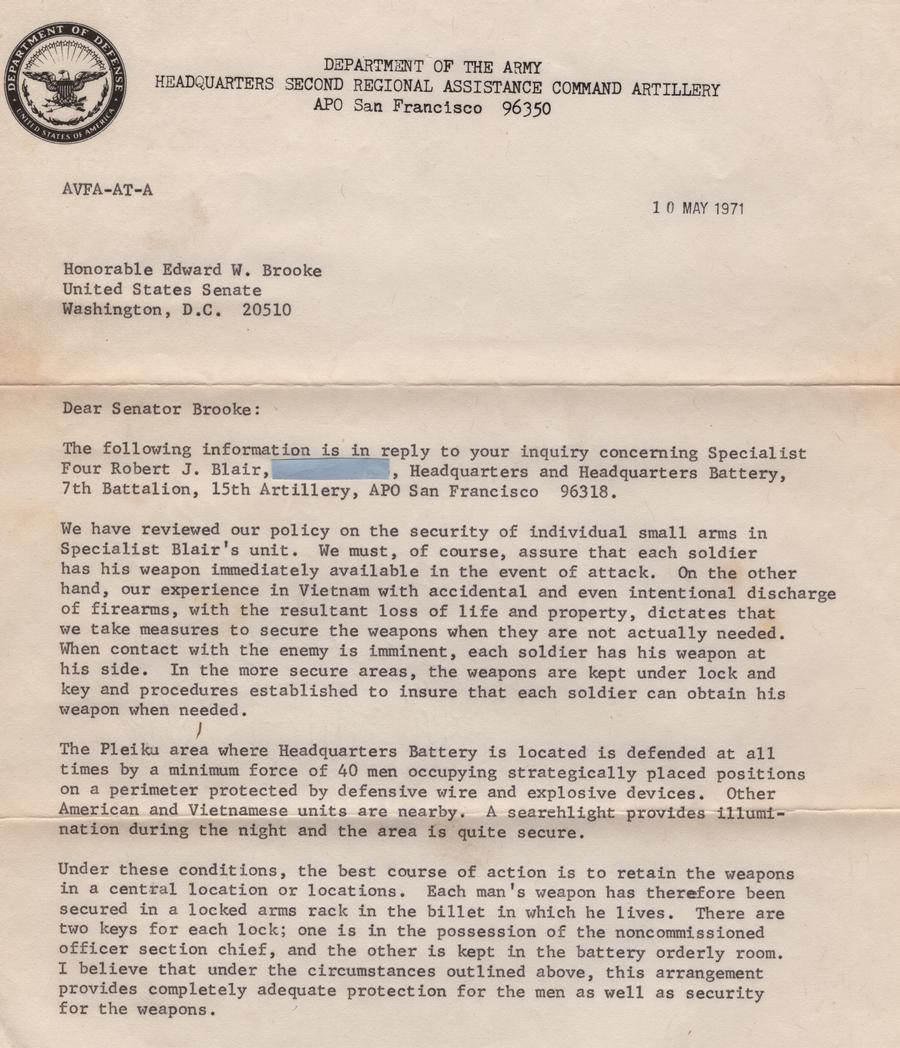 DEPARTMENT OF DEFENSE
UNITED STATES OF AMERICA
DEPARTMENT OF THE ARMY
HEADQUARTERS SECOND REGIONAL ASSISTANCE COMMAND ARTILLERY
APO San Francisco 96350
AVFA-AT-A
10 MAY 1971
Honorable Edward W. Brooke
United States Senate
Washington, D.C. 20510
Dear Senator Brooke:
The following information is in reply to your inquiry concerning Specialist
Four Robert J. Blair, , Headquarters and Headquarters Battery,
7th Battalion, 15th Artillery, APO San Francisco 96318.
We have reviewed our policy on the security of individual small arms in
Specialist Blair's unit. We must, of course, assure that each soldier
has his weapon immediately available in the event of attack. On the other
hand, our experience in Vietnam with accidental and even intentional discharge
of firearms, with the resultant loss of life and property, dictates that
we take measures to secure the weapons when they are not actually needed.
When contact with the enemy is imminent, each soldier has his weapon at
his side. In the more secure areas, the weapons are kept under lock and
key and procedures established to insure that each soldier can obtain his
weapon when needed.
The Pleiku area where Headquarters Battery is located is defended at all
times by a minimum force of 40 men occupying strategically placed positions
on a perimeter protected by defensive wire and explosive devices. Other
American and Vietnamese units are nearby. A searehlight provides illumi-
nation during the night and the area is quite secure.
Under these conditions, the best course of action is to retain the weapons
in a central location or locations. Each man's weapon has therefore been
secured in a locked arms rack in the billet in which he lives. There are
two keys for each lock; one is in the possession of the noncommissioned
officer section chief, and the other is kept in the battery orderly room.
I believe that under the circumstances outlined above, this arrangement
provides completely adequate protection for the men as well as security
for the weapons.